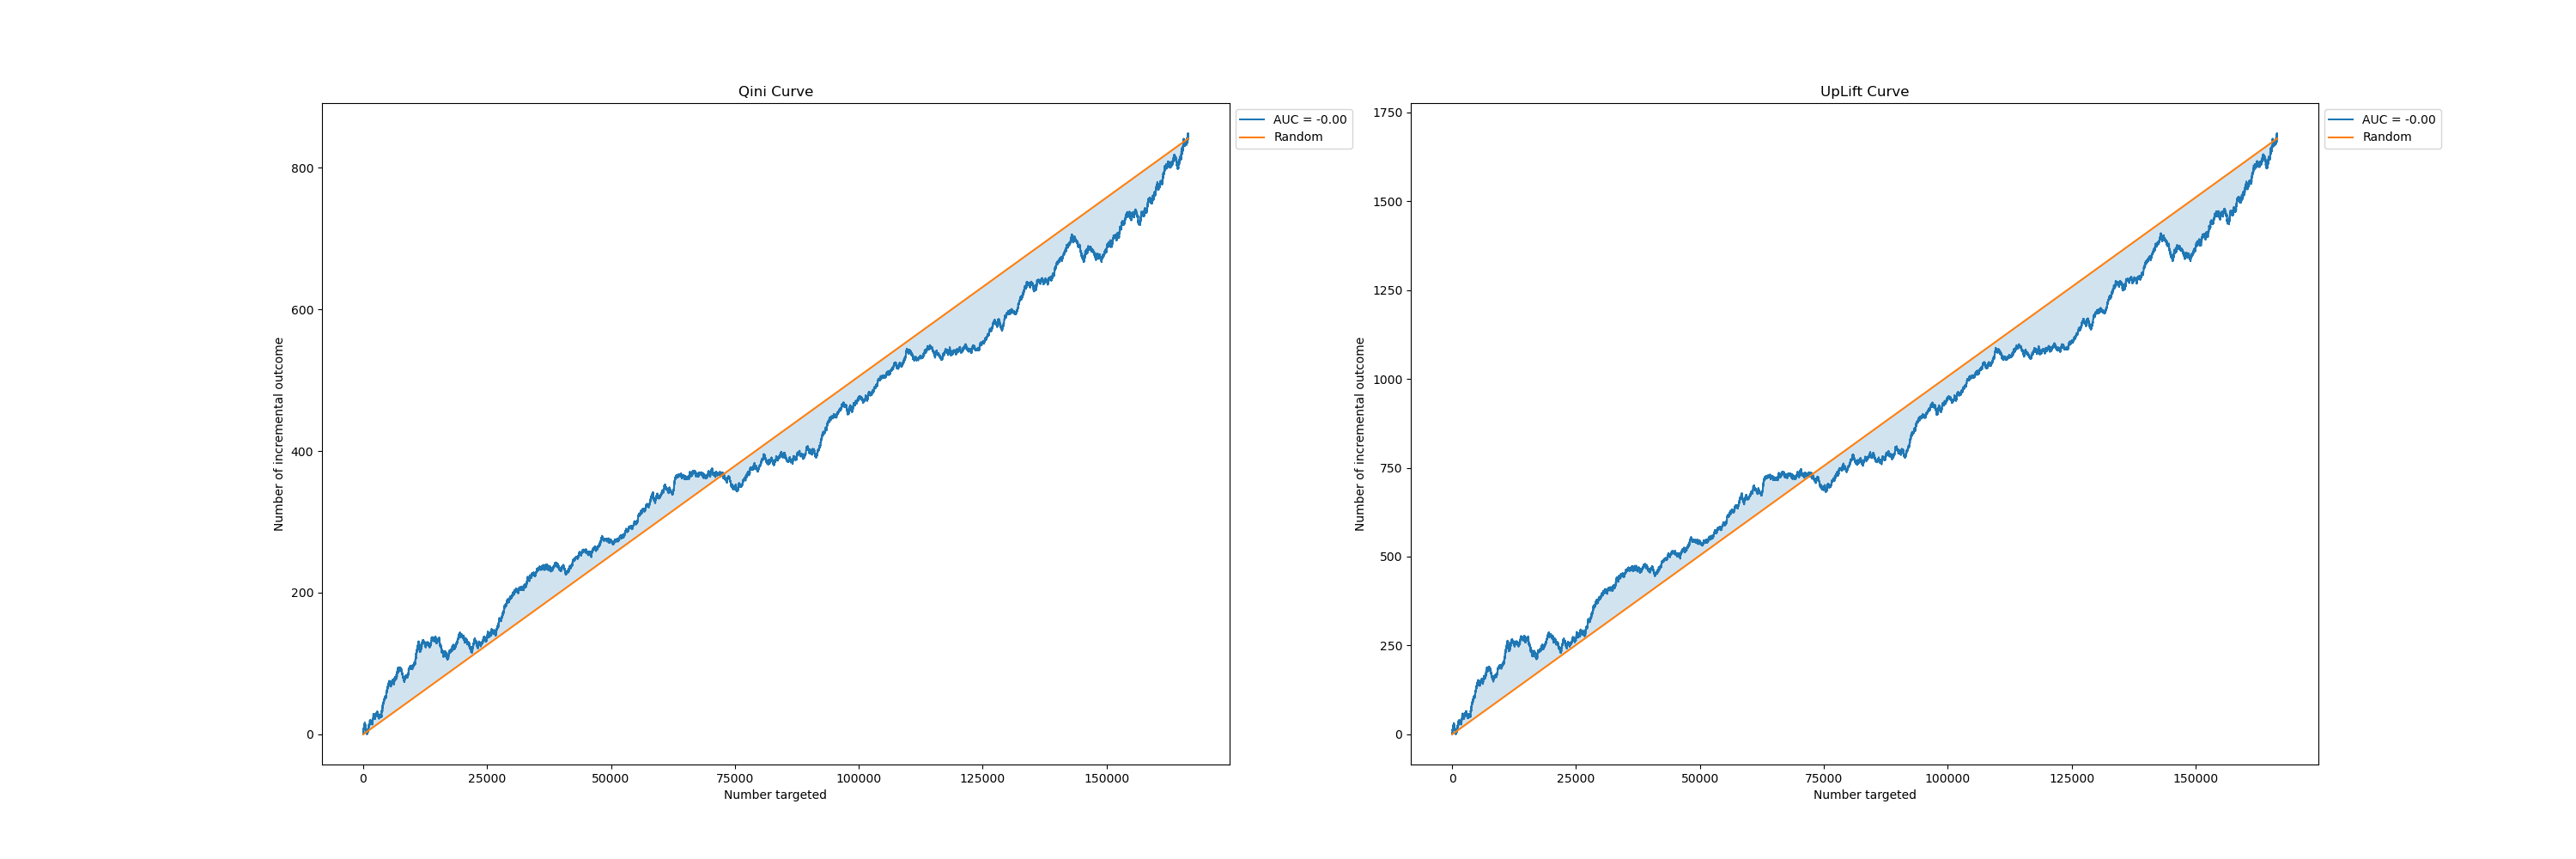 Qini Curve
800
600
400
200
0
Number of incremental outcome
0 25000 50000 75000 100000 125000 150000
Number targeted
AUC = -0.00
Random
UpLift Curve
1750
1500
1250
1000
750
500
250
0
Number of incremental outcome
0 25000 50000 75000 100000 125000 150000
Number targeted
AUC = -0.00
Random